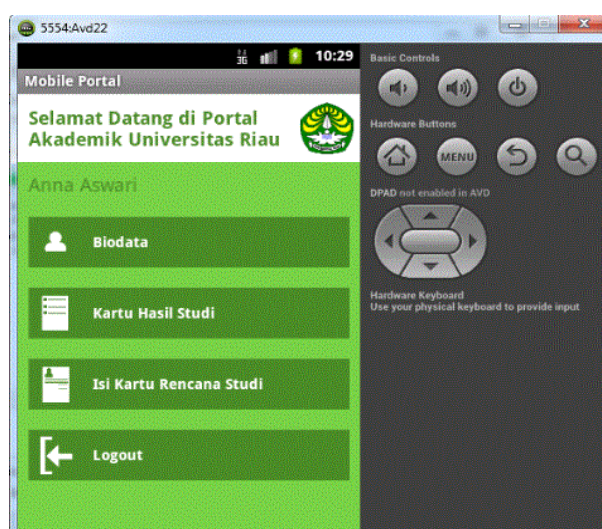 5554:Avd22
3G 10:29
Mobile Portal
Selamat Datang di Portal
Akademik Universitas Riau
Anna Aswari
Biodata
Kartu Hasil Studi
Isi Kartu Rencana Studi
Logout
Basic Controls
Hardware Buttons
MENU
DPAD not enabled in AVD
Hardware Keyboard
Use your physical keyboard to provide input